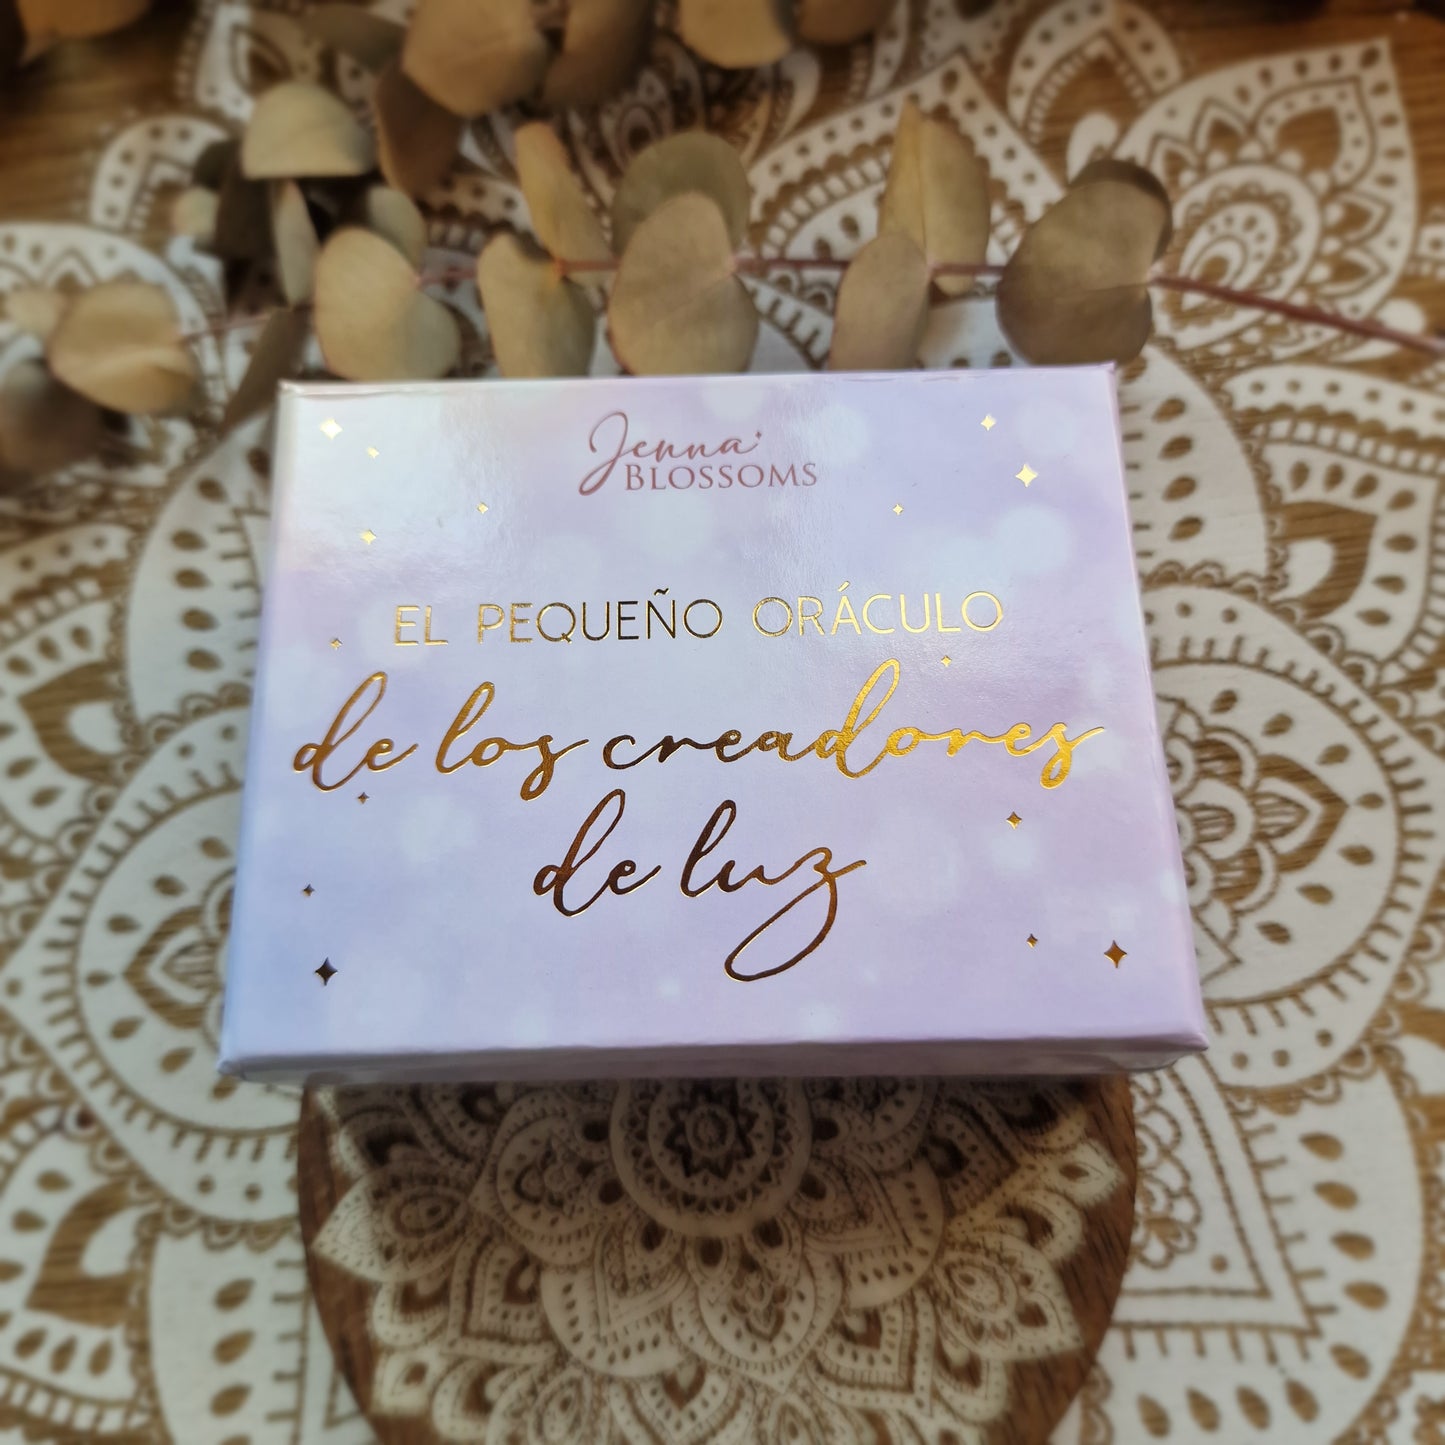 Jenna
BLOSSOMS
EL PEQUEÑO ORÁCULO
de los creadores
de luz